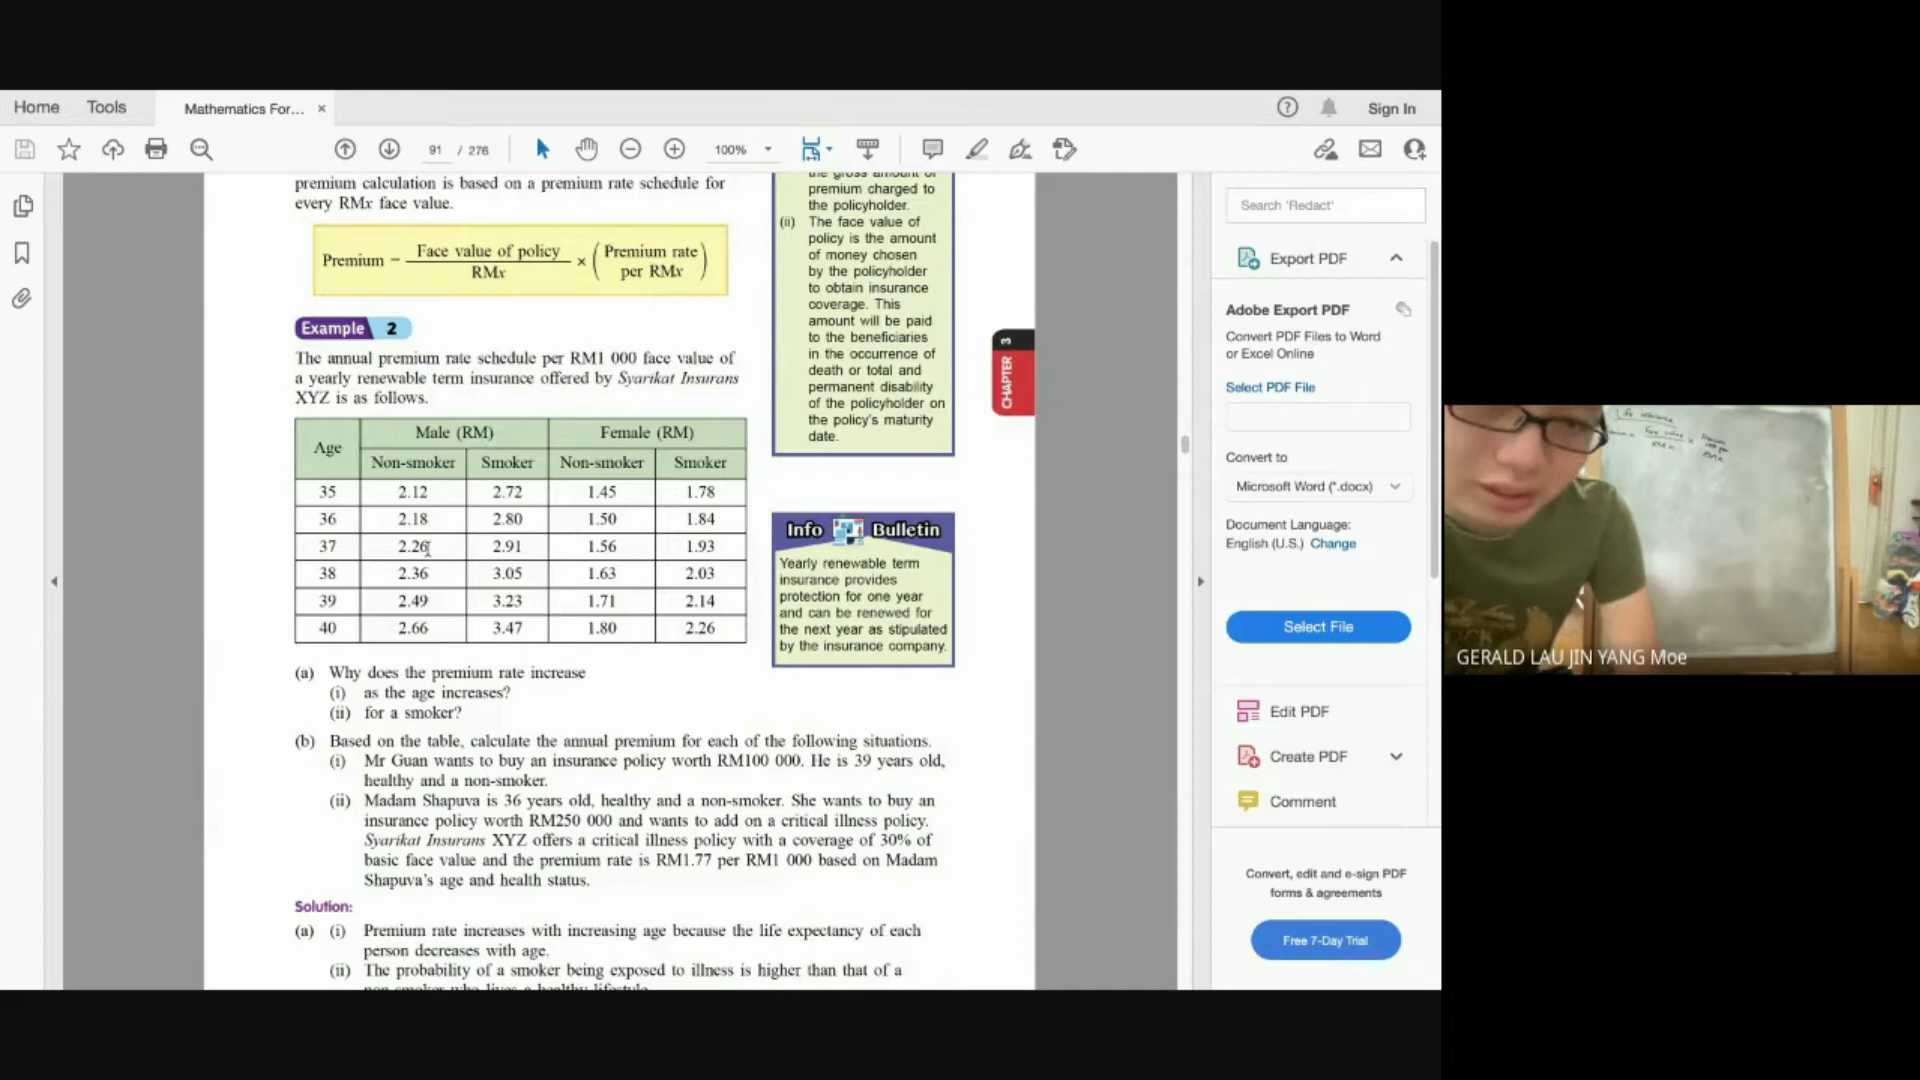 Home
Tools
Mathematics For...
Sign In
91 / 276
100%
premium calculation is based on a premium rate schedule for
every RMx face value.
Premium = Face value of policy / RMx × (Premium rate per RMx)
Example 2
The annual premium rate schedule per RM1 000 face value of
a yearly renewable term insurance offered by Syarikat Insurans
XYZ is as follows.
Age Male (RM) Female (RM)
Non-smoker Smoker Non-smoker Smoker
35 2.12 2.72 1.45 1.78
36 2.18 2.80 1.50 1.84
37 2.26 2.91 1.56 1.93
38 2.36 3.05 1.63 2.03
39 2.49 3.23 1.71 2.14
40 2.66 3.47 1.80 2.26
(a) Why does the premium rate increase
(i) as the age increases?
(ii) for a smoker?
(b) Based on the table, calculate the annual premium for each of the following situations.
(i) Mr Guan wants to buy an insurance policy worth RM100 000. He is 39 years old,
healthy and a non-smoker.
(ii) Madam Shapuva is 36 years old, healthy and a non-smoker. She wants to buy an
insurance policy worth RM250 000 and wants to add on a critical illness policy.
Syarikat Insurans XYZ offers a critical illness policy with a coverage of 30% of
basic face value and the premium rate is RM1.77 per RM1 000 based on Madam
Shapuva's age and health status.
Solution:
(a) (i) Premium rate increases with increasing age because the life expectancy of each
person decreases with age.
(ii) The probability of a smoker being exposed to illness is higher than that of a
non-smoker who lives a healthy lifestyle.
the gross amount of
premium charged to
the policyholder.
(ii) The face value of
policy is the amount
of money chosen
by the policyholder
to obtain insurance
coverage. This
amount will be paid
to the beneficiaries
in the occurrence of
death or total and
permanent disability
of the policyholder on
the policy's maturity
date.
Info Bulletin
Yearly renewable term
insurance provides
protection for one year
and can be renewed for
the next year as stipulated
by the insurance company.
CHAPTER 3
Search 'Redact'
Export PDF
Adobe Export PDF
Convert PDF Files to Word
or Excel Online
Select PDF File
Convert to
Microsoft Word (*.docx)
Document Language:
English (U.S.) Change
Select File
Edit PDF
Create PDF
Comment
Convert, edit and e-sign PDF
forms & agreements
Free 7-Day Trial
GERALD LAU JIN YANG Moe